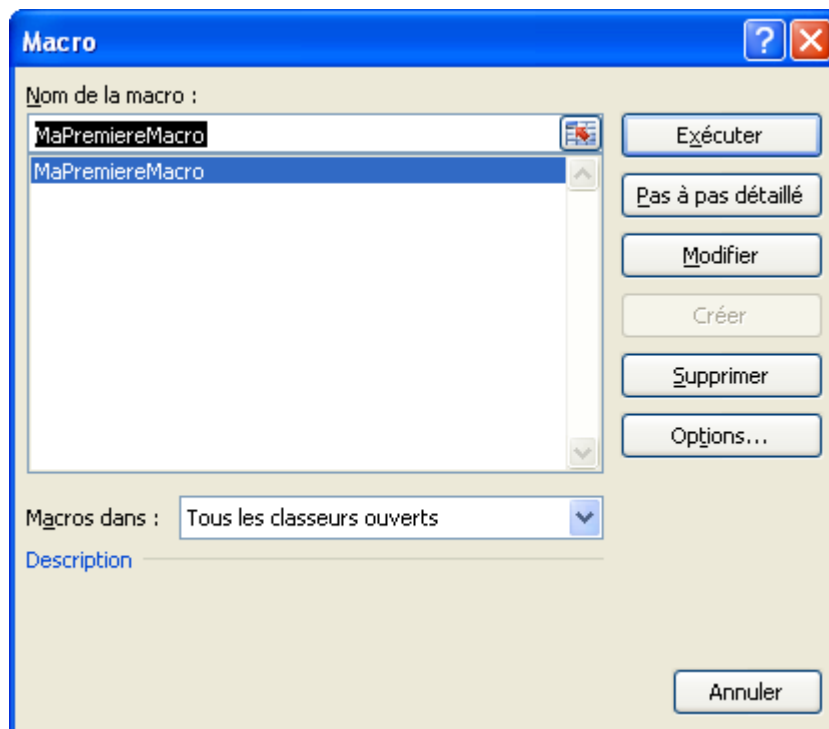 Macro
Nom de la macro :
MaPremiereMacro
MaPremiereMacro
Exécuter
Pas à pas détaillé
Modifier
Créer
Supprimer
Options...
Macros dans :
Tous les classeurs ouverts
Description
Annuler